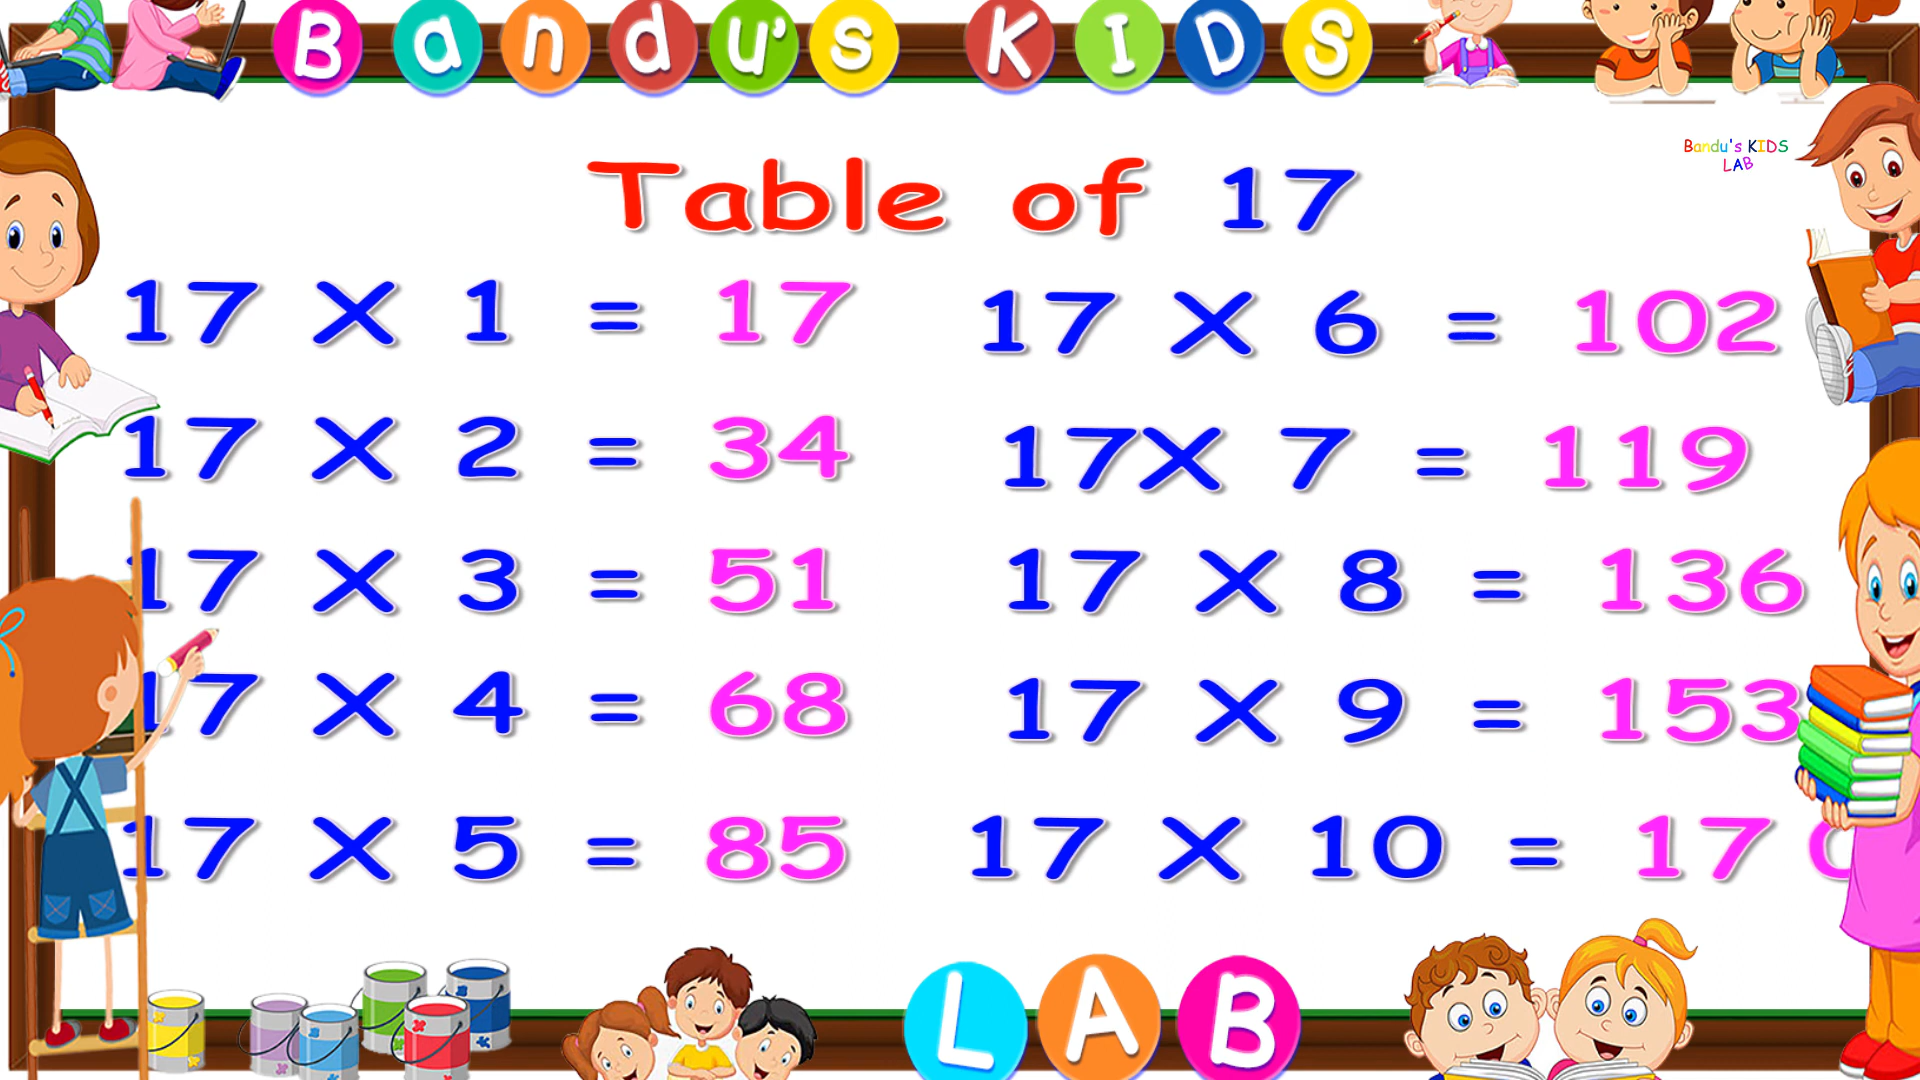 Bandu's KIDS
Bandu's KIDS
LAB
Table of 17
17 X 1 = 17
17 X 2 = 34
17 X 3 = 51
17 X 4 = 68
17 X 5 = 85
17 X 6 = 102
17X 7 = 119
17 X 8 = 136
17 X 9 = 153
17 X 10 = 17 0
LAB